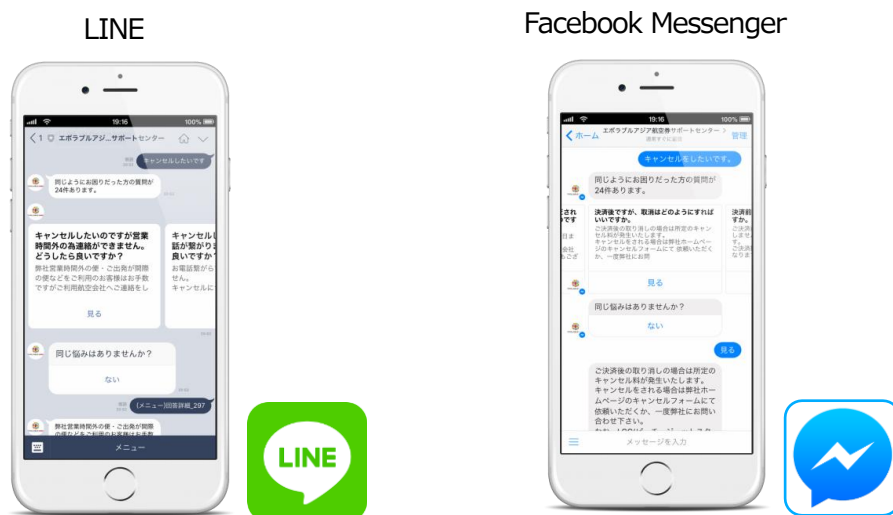 LINE
Facebook Messenger
19:16
100%
1
エボラブルアジ...サポートセンター
キャンセルしたいです
同じようにお困りだった方の質問が
24件あります。
キャンセルしたいのですが営業
時間外の為連絡ができません。
どうしたら良いですか？
弊社営業時間外の便・ご出発が間際
の便などをご利用のお客様はお手数
ですがご利用航空会社へご連絡をし
見る
キャンセルし
話が繋がりま
良いですか？
お電話繋がら
せん。
キャンセルに
同じ悩みはありませんか？
ない
(メニュー)回答詳細_297
弊社営業時間外の便・ご出発が間際
メニュー
LINE
19:16
100%
ホーム
エボラブルアジア航空券サポートセンター
管理
キャンセルをしたいです。
同じようにお困りだった方の質問が
24件あります。
決済後ですが、取消はどのようにすれば
いいですか。
ご決済後の取り消しの場合は所定のキャン
セル料が発生いたします。
キャンセルをされる場合は弊社ホームペー
ジのキャンセルフォームにて 依頼いただく
か、一度弊社にお問
見る
決済前
すか。
同じ悩みはありませんか？
ない
見る
ご決済後の取り消しの場合は所定の
キャンセル料が発生いたします。
キャンセルをされる場合は弊社ホー
ムページのキャンセルフォームにて
依頼いただくか、一度弊社にお問い
合わせ下さい。
メッセージを入力